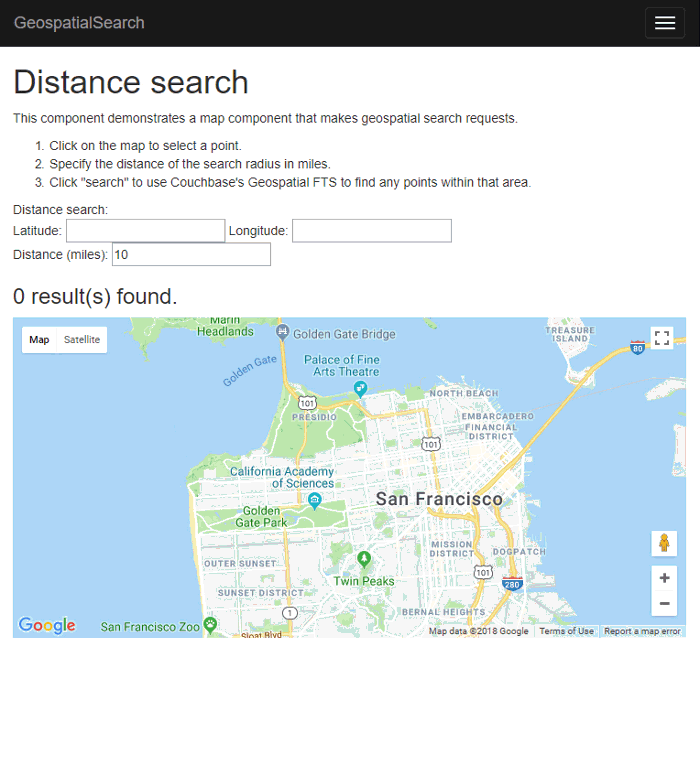 GeospatialSearch
Distance search
This component demonstrates a map component that makes geospatial search requests.
1. Click on the map to select a point.
2. Specify the distance of the search radius in miles.
3. Click "search" to use Couchbase's Geospatial FTS to find any points within that area.
Distance search:
Latitude: Longitude:
Distance (miles): 10
0 result(s) found.
Map Satellite
Marin
Headlands
Golden Gate Bridge
TREASURE
ISLAND
80
Golden Gate
Palace of Fine
Arts Theatre
101
PRESIDIO
NORTH BEACH
EMBARCADERO
FINANCIAL
DISTRICT
101
California Academy
of Sciences
San Francisco
Golden
Gate Park
MISSION
DISTRICT
DOGPATCH
OUTER SUNSET
Twin Peaks
101
280
SUNSET DISTRICT
1
BERNAL HEIGHTS
+
−
Google
San Francisco Zoo
Sloat Blvd
Map data ©2018 Google Terms of Use Report a map error